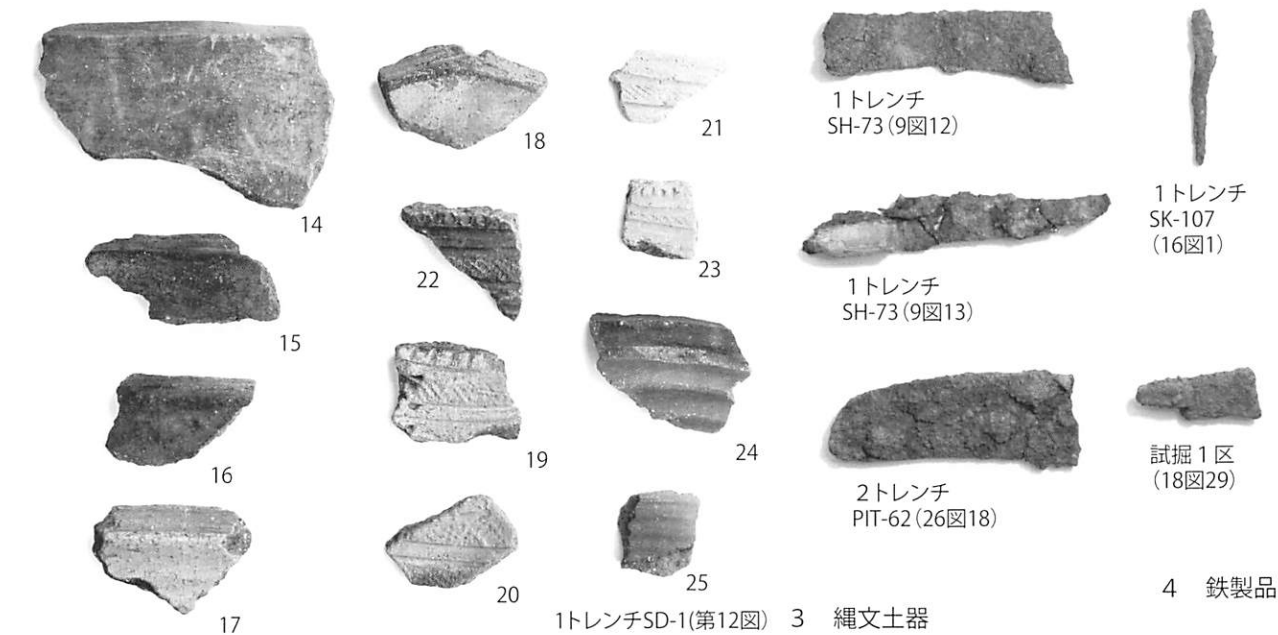 14
15
16
17
18
22
19
20
21
23
24
25
1トレンチSD-1(第12図) 3 縄文土器
1トレンチ
SH-73(9図12)
1トレンチ
SH-73(9図13)
2トレンチ
PIT-62(26図18)
1トレンチ
SK-107
(16図1)
試掘1区
(18図29)
4 鉄製品